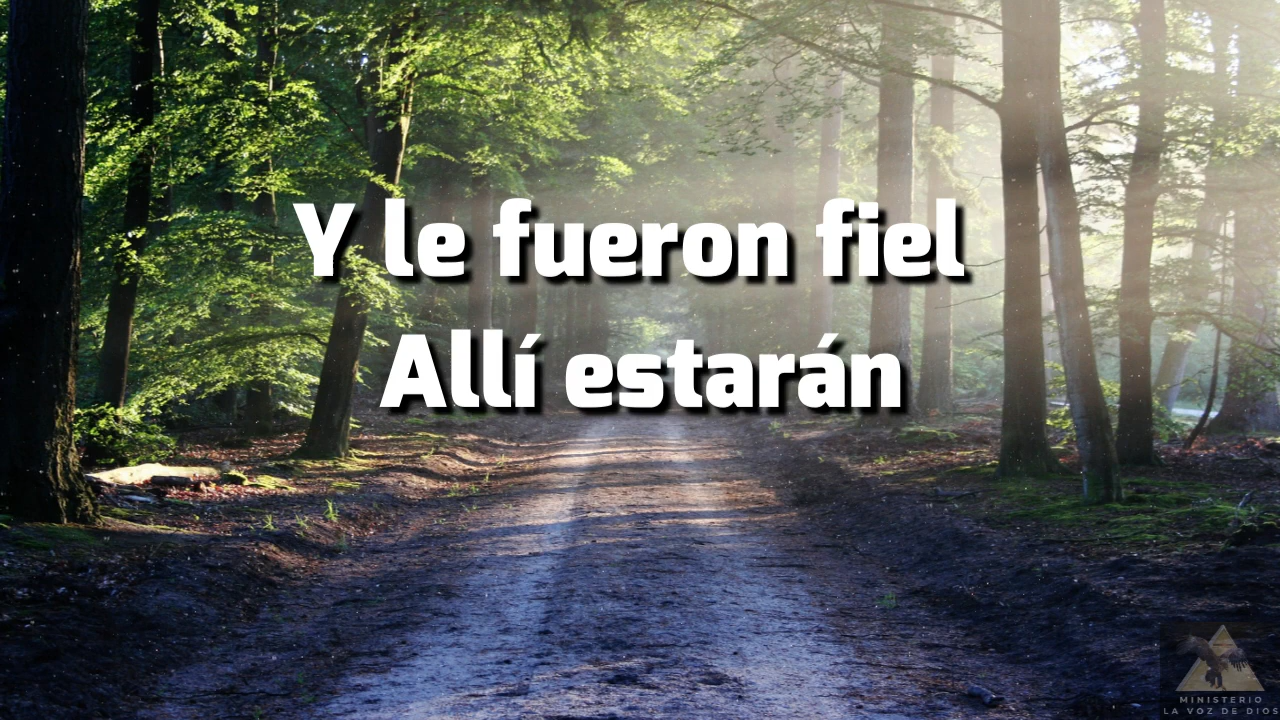 Y le fueron fiel
Allí estarán
MINISTERIO
LA VOZ DE DIOS